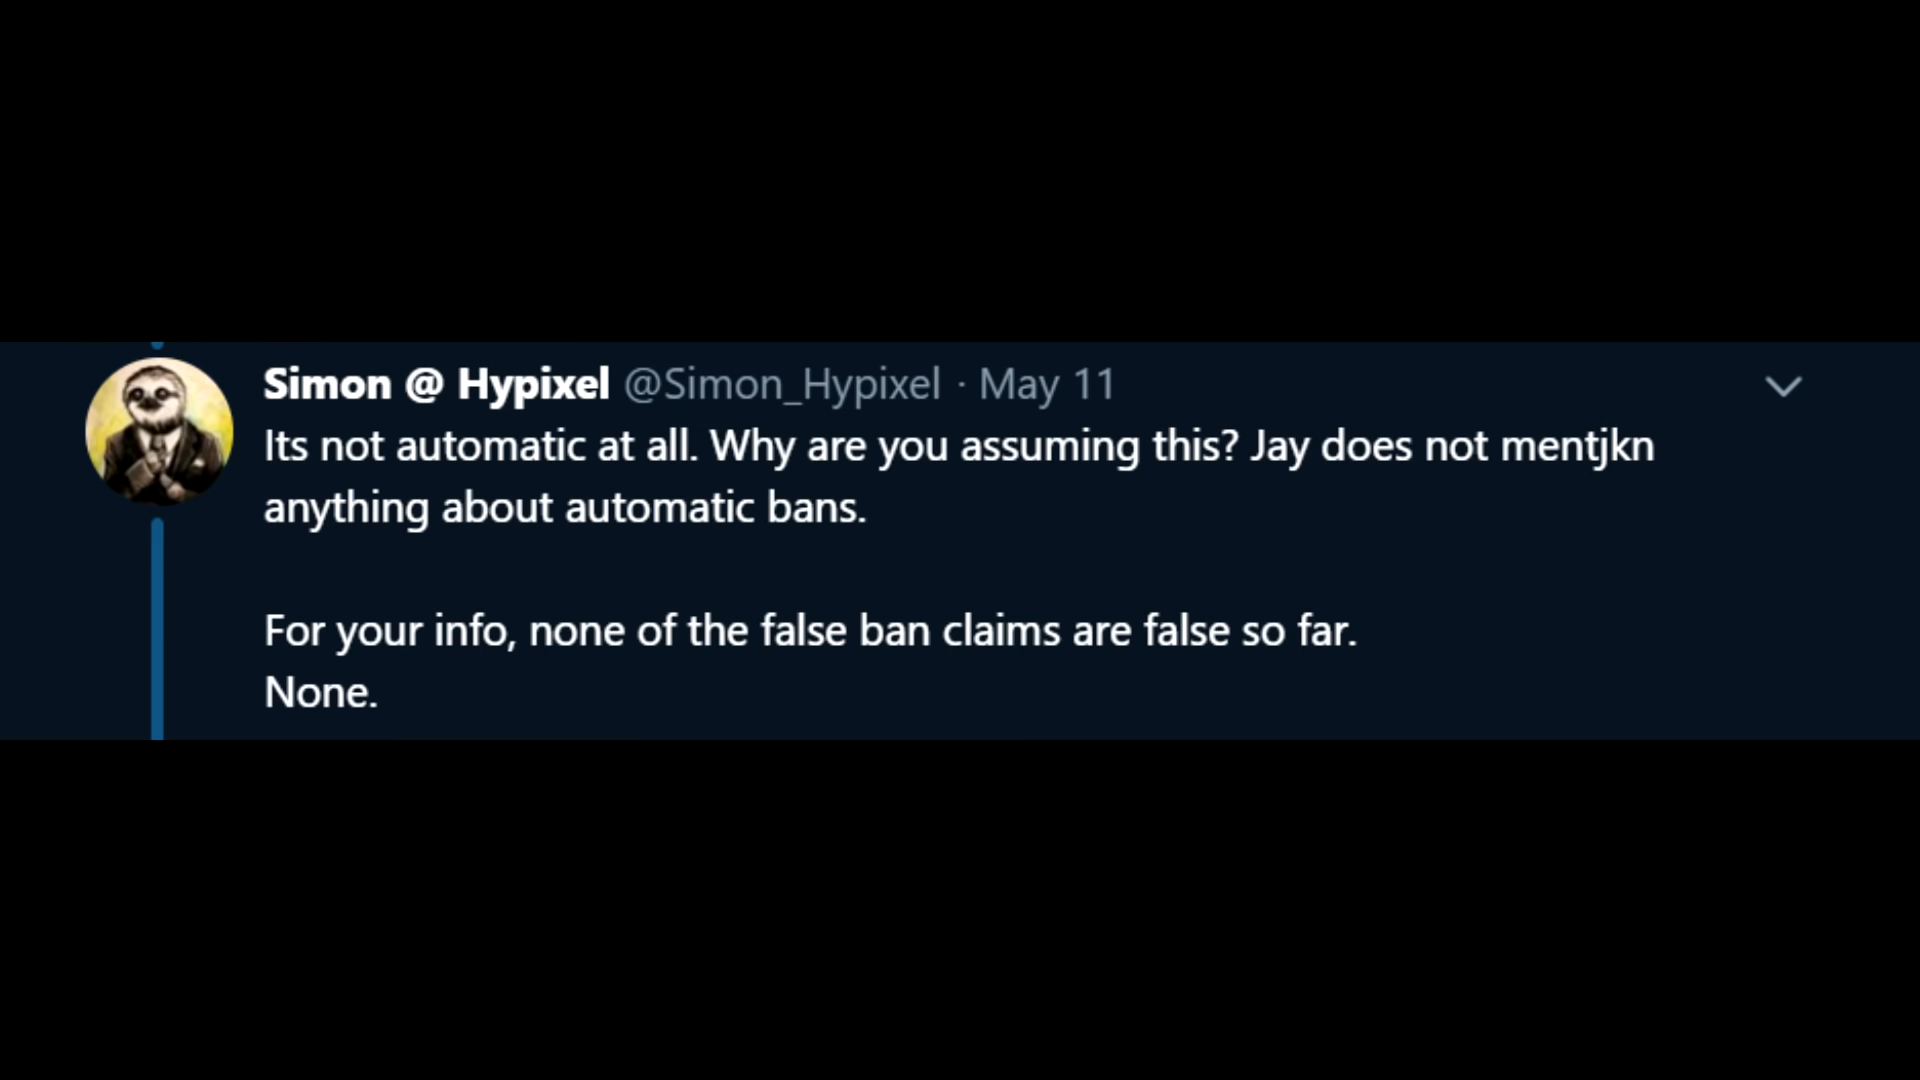 Simon @ Hypixel @Simon_Hypixel · May 11
Its not automatic at all. Why are you assuming this? Jay does not mentjkn
anything about automatic bans.
For your info, none of the false ban claims are false so far.
None.